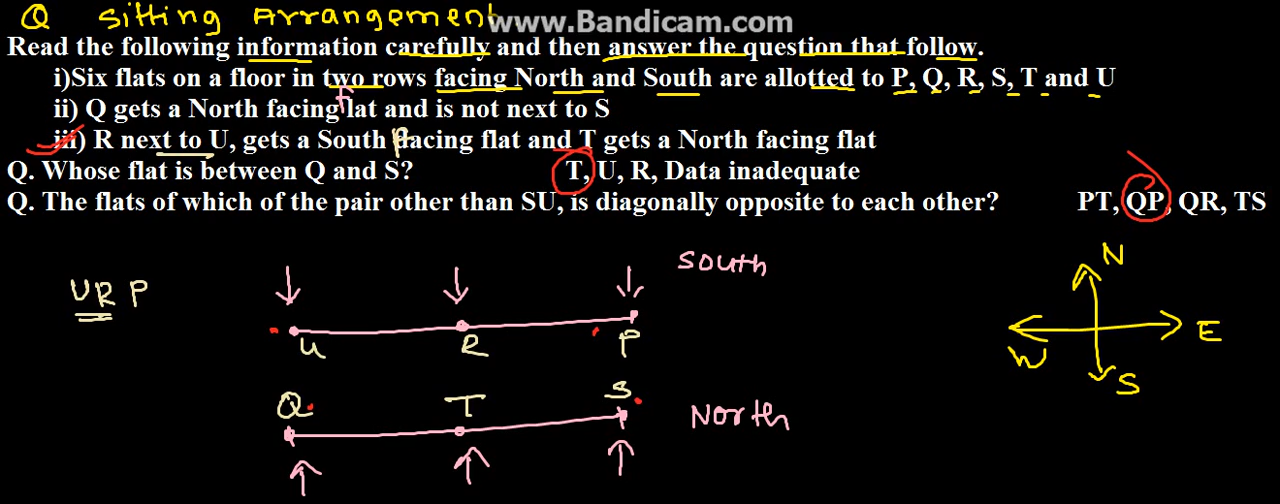 Q Sitting Arrangement www.Bandicam.com
Read the following information carefully and then answer the question that follow.
i)Six flats on a floor in two rows facing North and South are allotted to P, Q, R, S, T and U
ii) Q gets a North facing flat and is not next to S
iii) R next to U, gets a South facing flat and T gets a North facing flat
Q. Whose flat is between Q and S? T, U, R, Data inadequate
Q. The flats of which of the pair other than SU, is diagonally opposite to each other? PT, QP, QR, TS
South
N
UR P
U R P
W E
S
Q T S
North